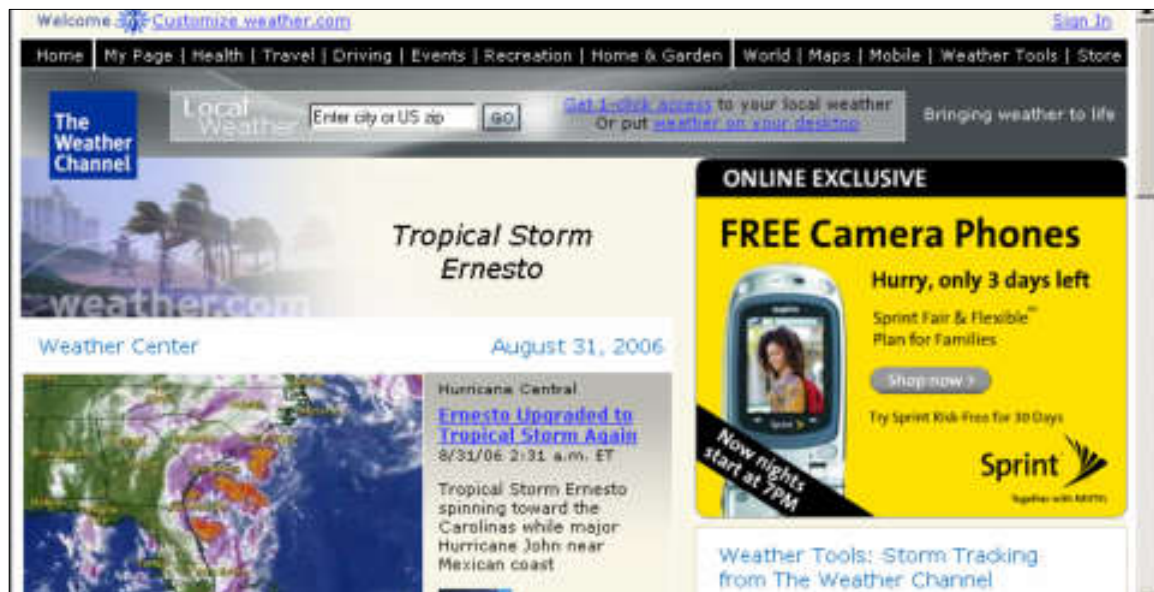 Welcome Customize weather.com Sign In
Home | My Page | Health | Travel | Driving | Events | Recreation | Home & Garden | World | Maps | Mobile | Weather Tools | Store
The
Weather
Channel
Local
Weather
Enter city or US zip GO
Get 1-click access to your local weather
Or put weather on your desktop
Bringing weather to life
weather.com
Tropical Storm
Ernesto
ONLINE EXCLUSIVE
FREE Camera Phones
Hurry, only 3 days left
Sprint Fair & Flexible℠
Plan for Families
Shop now >
Try Sprint Risk-Free for 30 Days
Now nights
start at 7PM
Sprint
Together with NEXTEL
Weather Center August 31, 2006
Hurricane Central
Ernesto Upgraded to
Tropical Storm Again
8/31/06 2:31 a.m. ET
Tropical Storm Ernesto
spinning toward the
Carolinas while major
Hurricane John near
Mexican coast
Weather Tools: Storm Tracking
from The Weather Channel